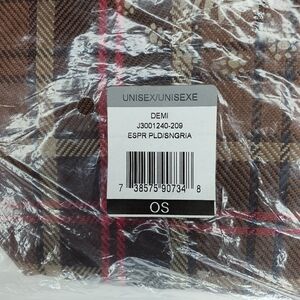 UNISEX/UNISEXE
DEMI
J3001240-209
ESPR PLD/SNGRIA
7 38575 90734 8
OS